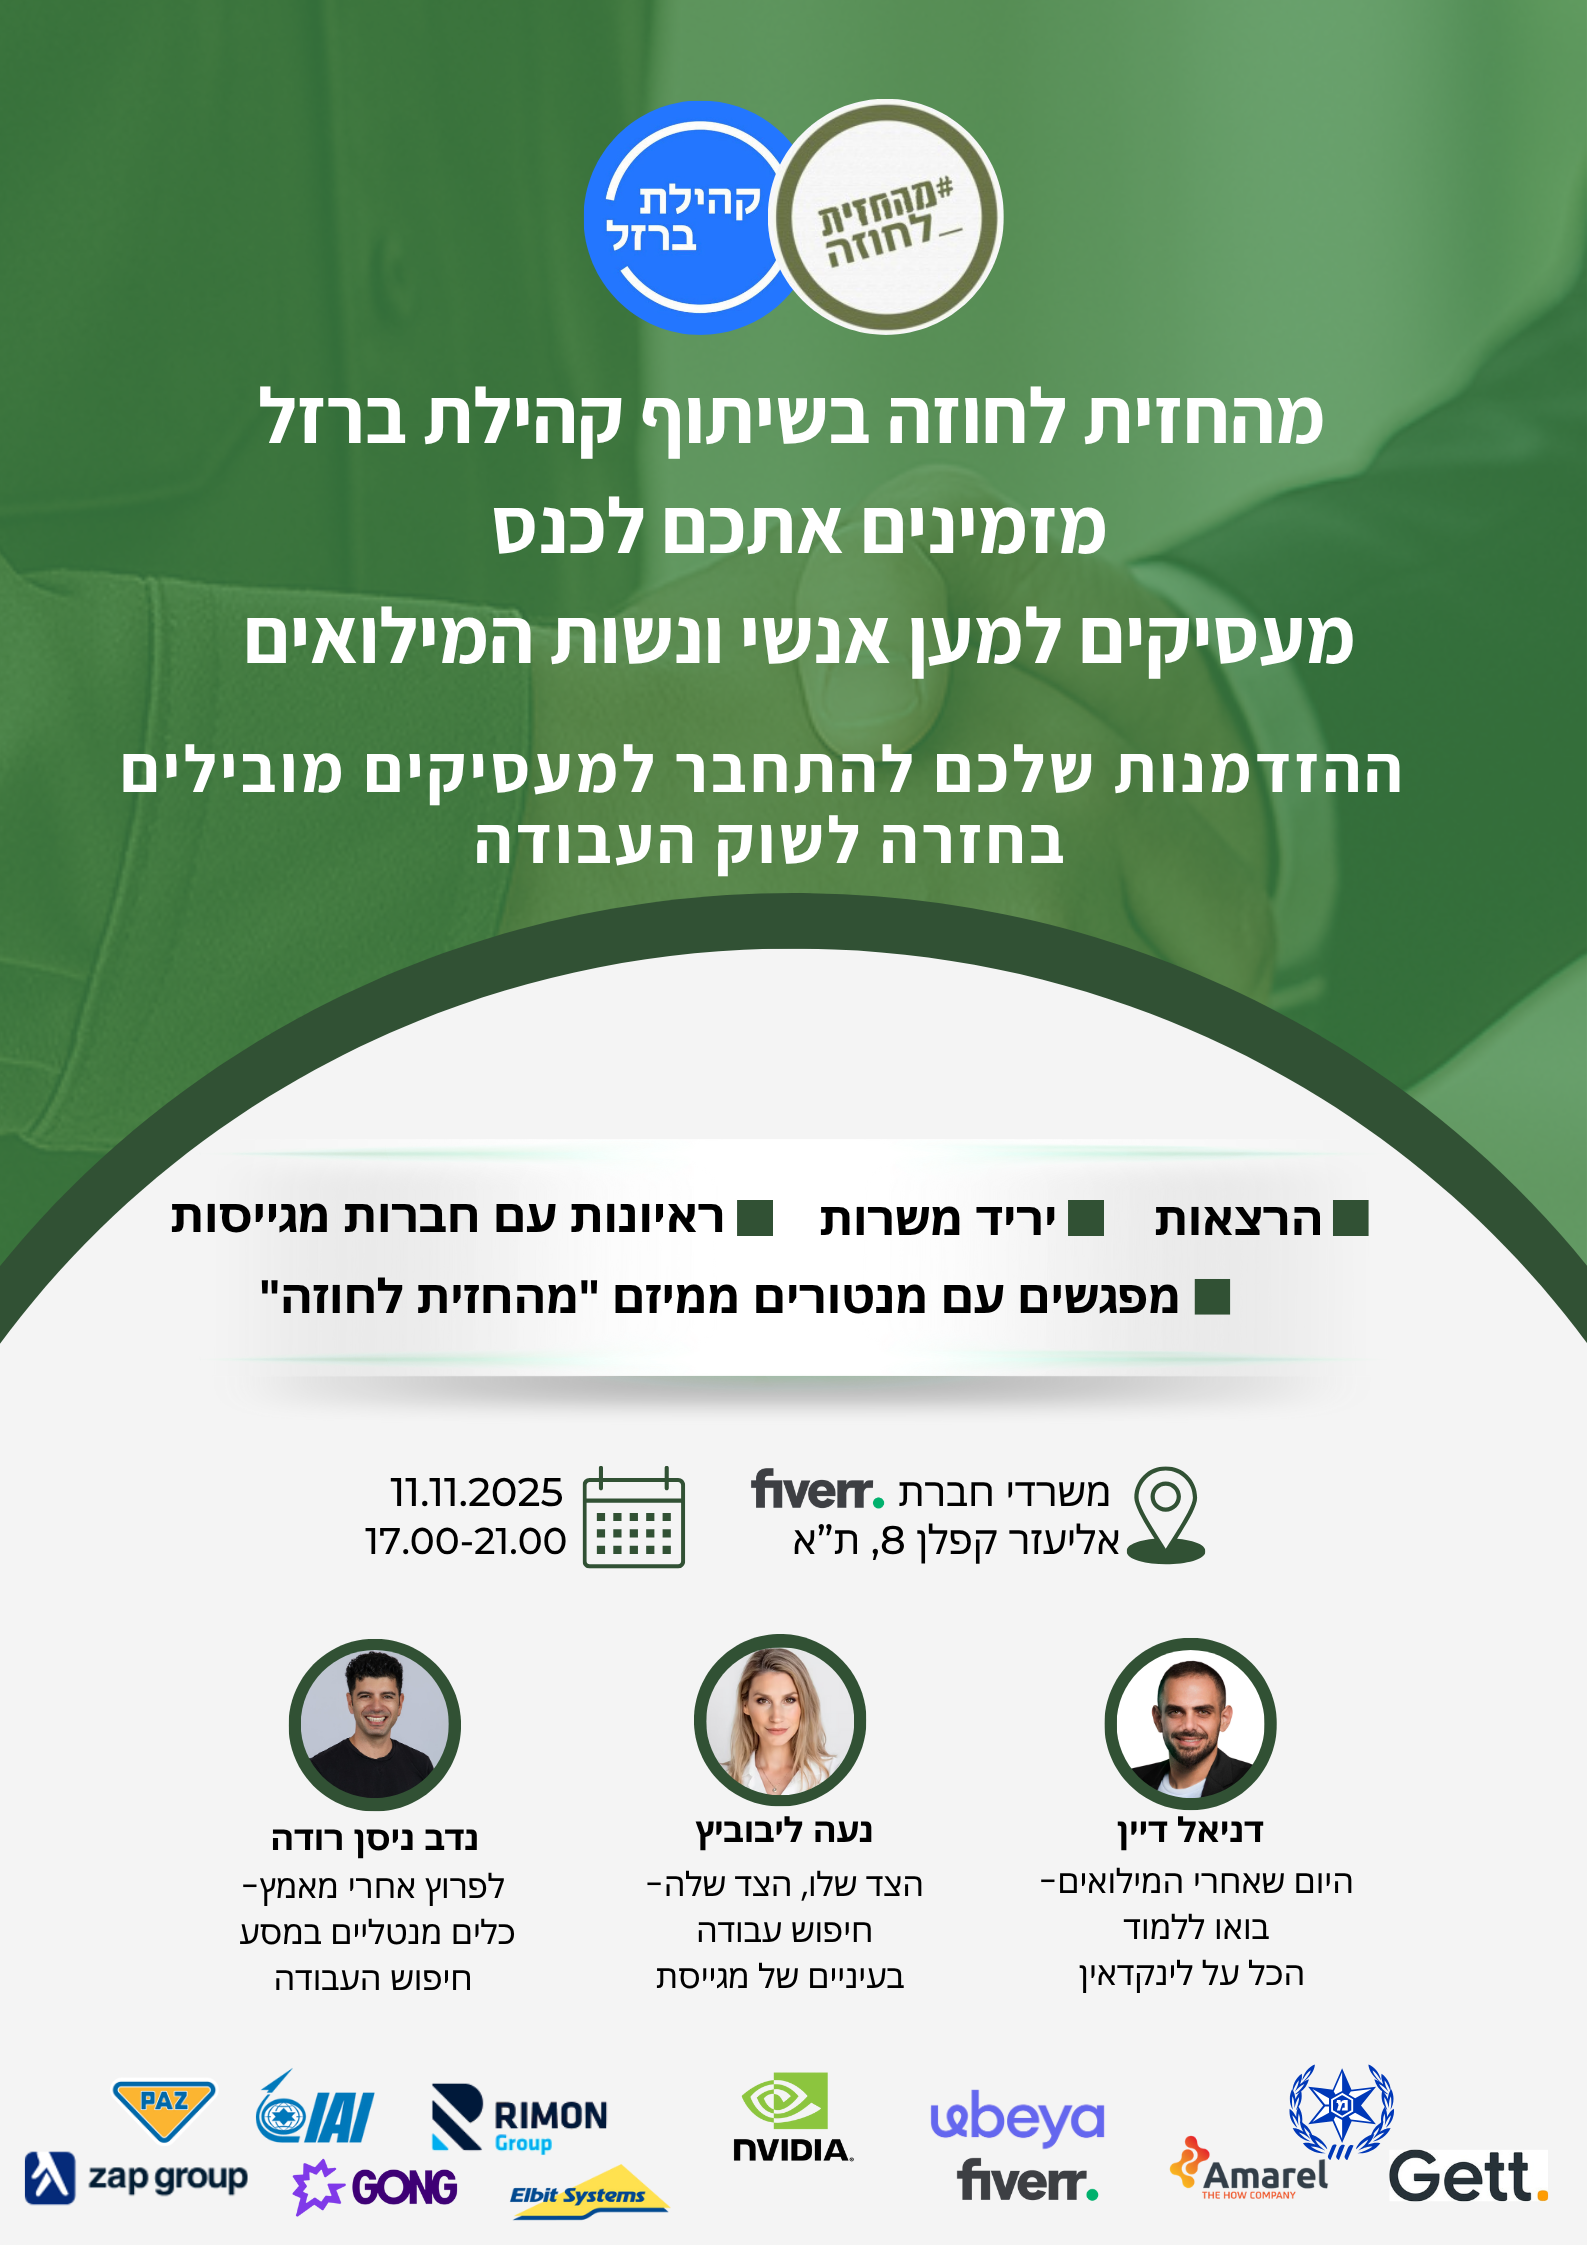 קהילת
ברזל
#מהחזית
_לחוזה
מהחזית לחוזה בשיתוף קהילת ברזל
מזמינים אתכם לכנס
מעסיקים למען אנשי ונשות המילואים
ההזדמנות שלכם להתחבר למעסיקים מובילים
בחזרה לשוק העבודה
הרצאות
יריד משרות
ראיונות עם חברות מגייסות
מפגשים עם מנטורים ממיזם "מהחזית לחוזה"
משרדי חברת fiverr.
אליעזר קפלן 8, ת”א
11.11.2025
17.00-21.00
דניאל דיין
היום שאחרי המילואים-
בואו ללמוד
הכל על לינקדאין
נעה ליבוביץ
הצד שלו, הצד שלה-
חיפוש עבודה
בעיניים של מגייסת
נדב ניסן רודה
לפרוץ אחרי מאמץ-
כלים מנטליים במסע
חיפוש העבודה
PAZ
IAI
RIMON
Group
NVIDIA.
ubeya
מ
zap group
GONG
Elbit Systems
fiverr.
Amarel
THE HOW COMPANY
Gett.